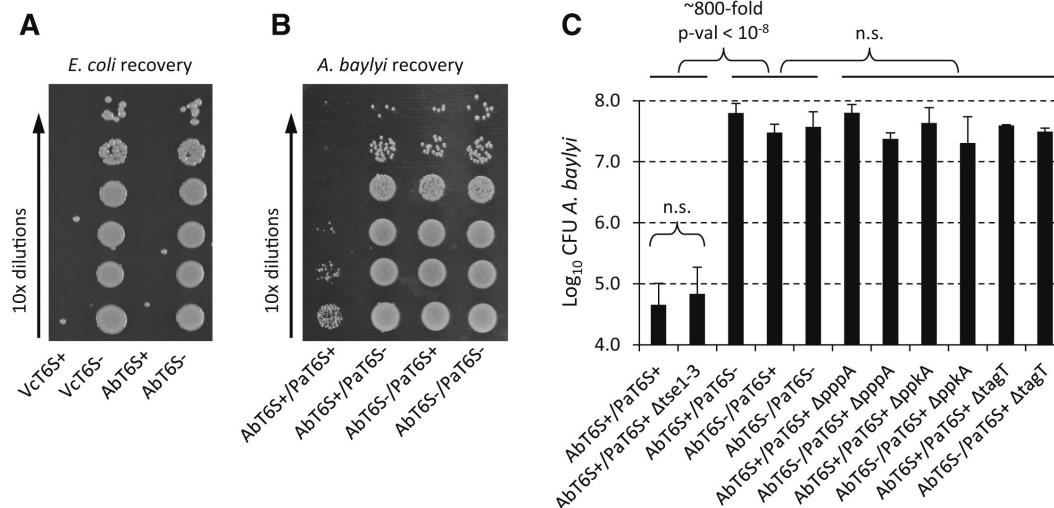 A
E. coli recovery
10x dilutions
VcT6S+
VcT6S-
AbT6S+
AbT6S-
B
A. baylyi recovery
10x dilutions
AbT6S+/PaT6S+
AbT6S+/PaT6S-
AbT6S-/PaT6S+
AbT6S-/PaT6S-
C
~800-fold
p-val < 10-8
n.s.
n.s.
Log10 CFU A. baylyi
8.0
7.0
6.0
5.0
4.0
AbT6S+/PaT6S+
AbT6S+/PaT6S+ Δtse1-3
AbT6S+/PaT6S-
AbT6S-/PaT6S+
AbT6S-/PaT6S-
AbT6S+/PaT6S+ ΔpppA
AbT6S-/PaT6S+ ΔpppA
AbT6S+/PaT6S+ ΔppkA
AbT6S-/PaT6S+ ΔppkA
AbT6S+/PaT6S+ ΔtagT
AbT6S-/PaT6S+ ΔtagT